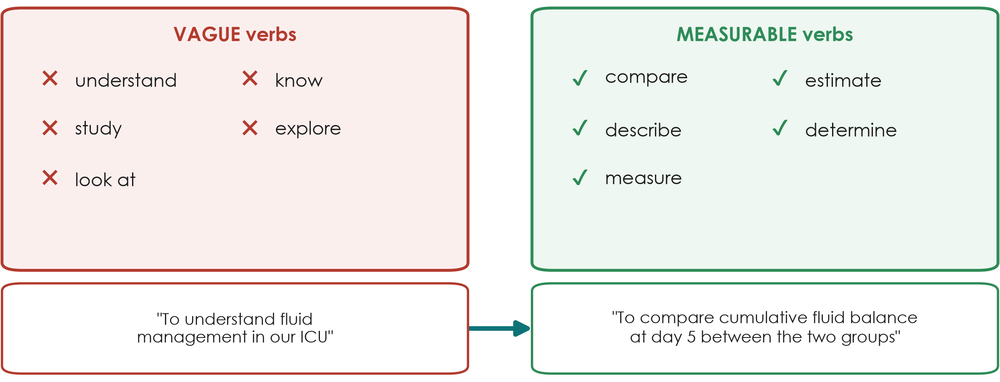 VAGUE verbs
✕ understand ✕ know
✕ study ✕ explore
✕ look at
MEASURABLE verbs
✓ compare ✓ estimate
✓ describe ✓ determine
✓ measure
"To understand fluid
management in our ICU"
"To compare cumulative fluid balance
at day 5 between the two groups"